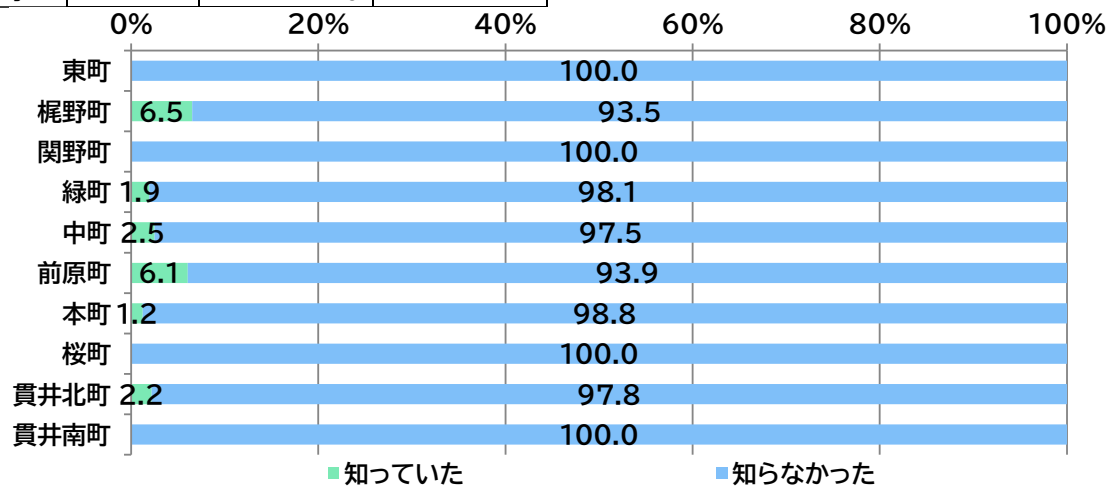 0% 20% 40% 60% 80% 100%
東町 100.0
梶野町 6.5 93.5
関野町 100.0
緑町 1.9 98.1
中町 2.5 97.5
前原町 6.1 93.9
本町 1.2 98.8
桜町 100.0
貫井北町 2.2 97.8
貫井南町 100.0
知っていた 知らなかった